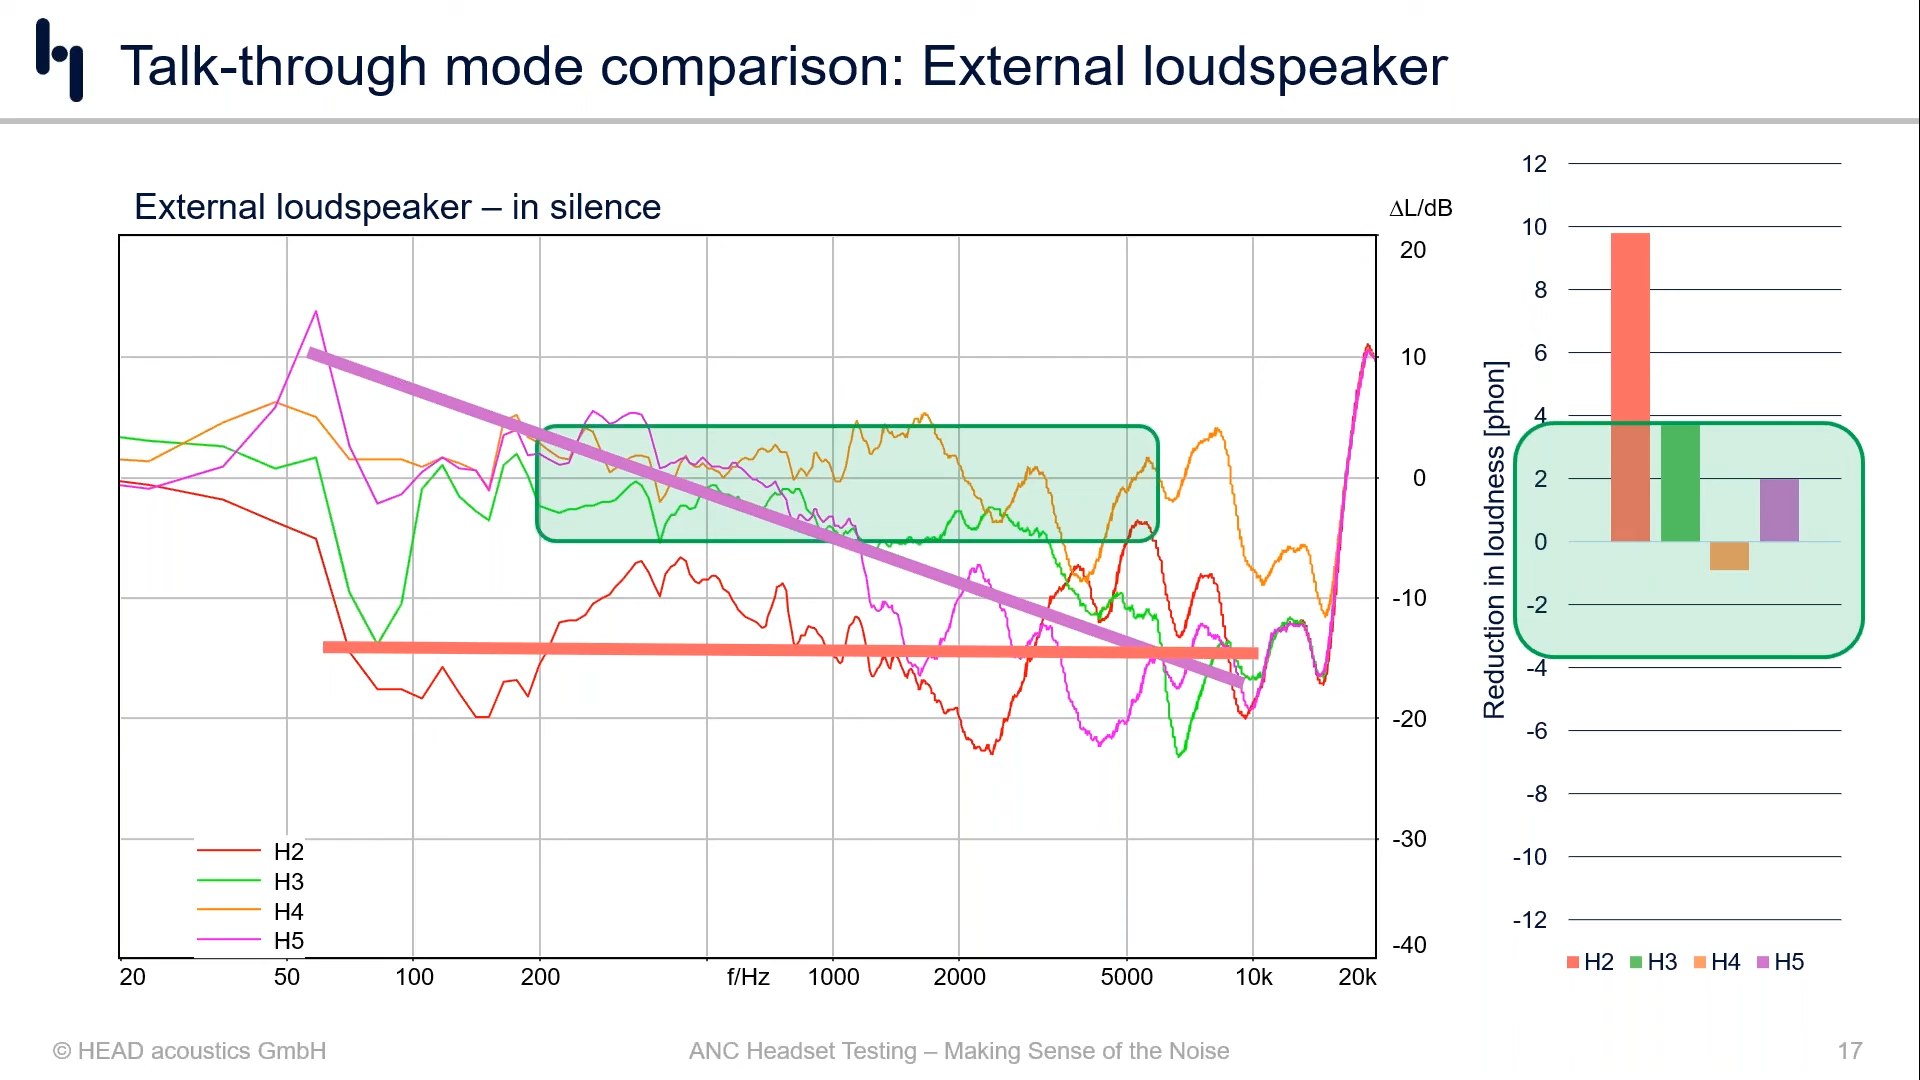 Talk-through mode comparison: External loudspeaker
External loudspeaker – in silence
ΔL/dB
20
10
0
-10
-20
-30
-40
H2
H3
H4
H5
20 50 100 200 f/Hz 1000 2000 5000 10k 20k
Reduction in loudness [phon]
12
10
8
6
4
2
0
-2
-4
-6
-8
-10
-12
H2 H3 H4 H5
© HEAD acoustics GmbH
ANC Headset Testing – Making Sense of the Noise
17